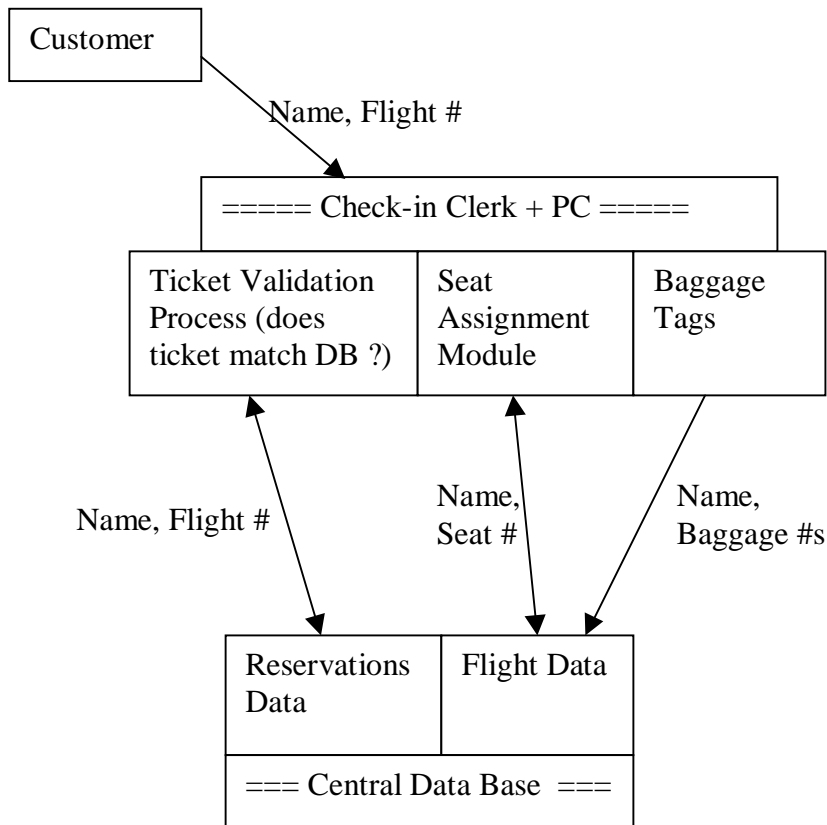 Customer
Name, Flight #
===== Check-in Clerk + PC =====
Ticket Validation
Process (does
ticket match DB ?)
Seat
Assignment
Module
Baggage
Tags
Name, Flight #
Name,
Seat #
Name,
Baggage #s
Reservations
Data
Flight Data
=== Central Data Base ===